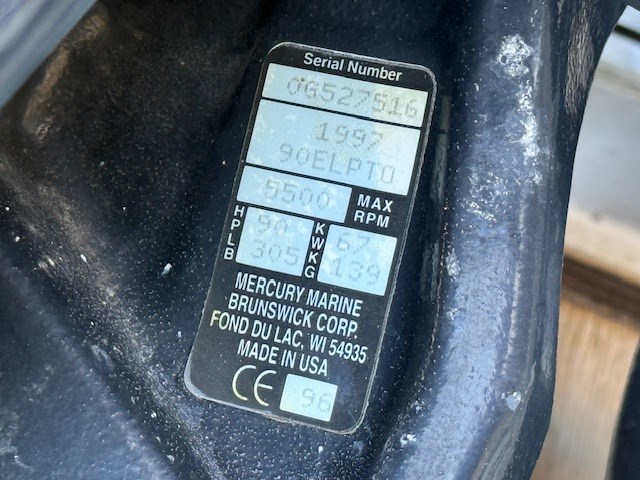 Serial Number
0G527516
1997
90ELPTO
5500 MAX RPM
HP 90 KW 67
LB 305 KG 139
MERCURY MARINE
BRUNSWICK CORP.
FOND DU LAC, WI 54935
MADE IN USA
CE 96